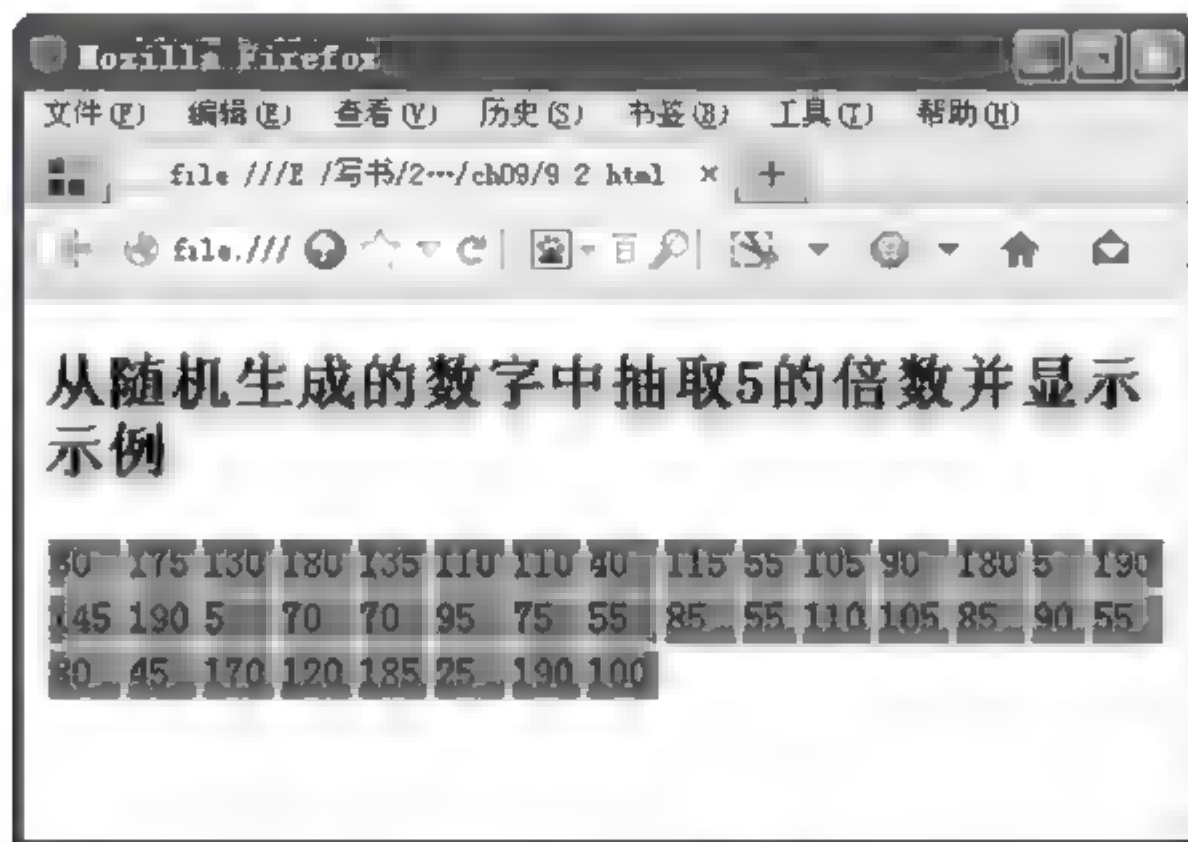 Mozilla Firefox
文件(F) 编辑(E) 查看(V) 历史(S) 书签(B) 工具(T) 帮助(H)
file ///E /写书/2…/ch09/9 2 html × +
file./// 百
从随机生成的数字中抽取5的倍数并显示
示例
175 130 180 135 110 110 40 115 55 105 90 180 5 190
145 190 5 70 70 95 75 55 85 55 110 105 85 90 55
45 170 120 185 25 190 100